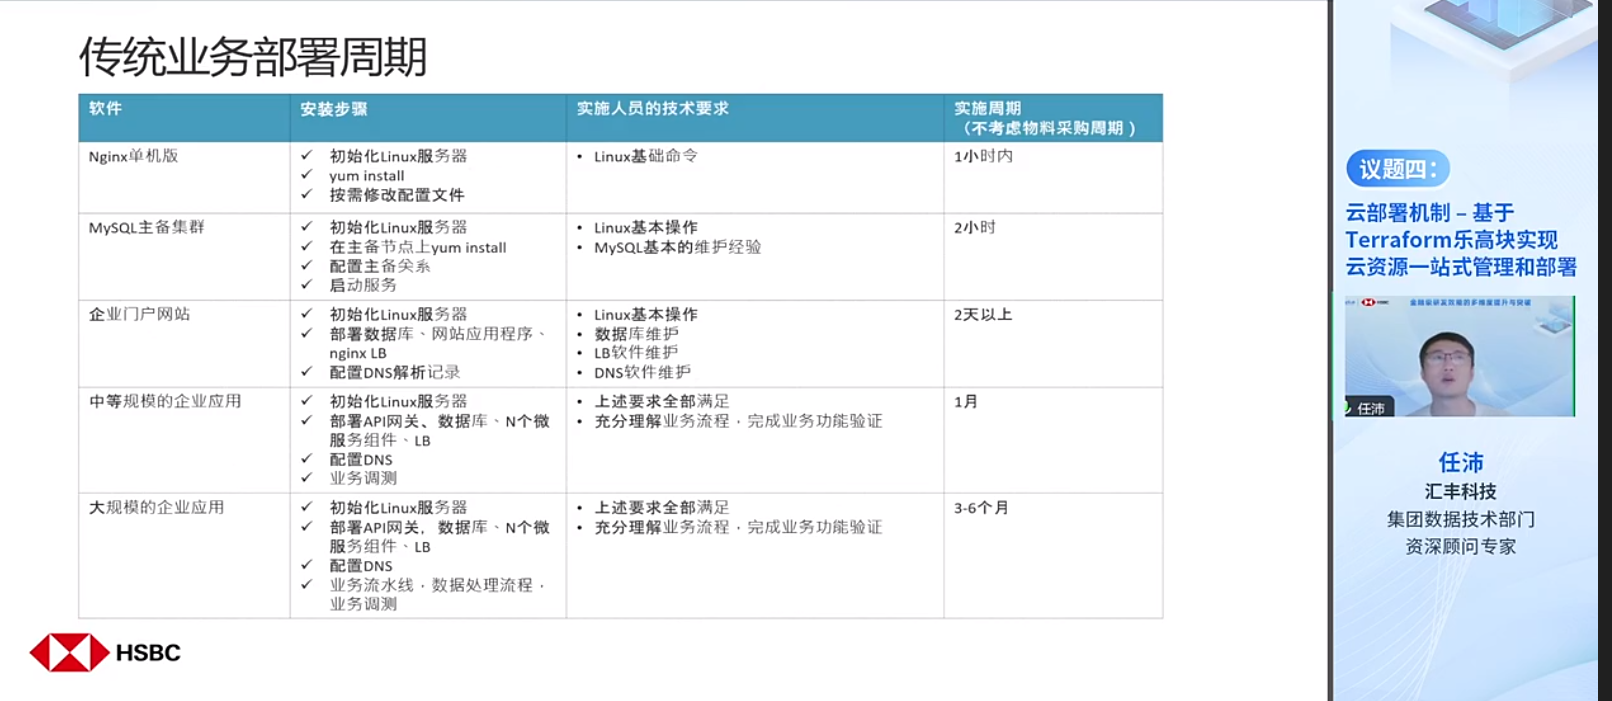 传统业务部署周期
软件
安装步骤
实施人员的技术要求
实施周期
（不考虑物料采购周期）
Nginx单机版
✓ 初始化Linux服务器
✓ yum install
✓ 按需修改配置文件
• Linux基础命令
1小时内
MySQL主备集群
✓ 初始化Linux服务器
✓ 在主备节点上yum install
✓ 配置主备关系
✓ 启动服务
• Linux基本操作
• MySQL基本的维护经验
2小时
企业门户网站
✓ 初始化Linux服务器
✓ 部署数据库、网站应用程序、
nginx LB
✓ 配置DNS解析记录
• Linux基本操作
• 数据库维护
• LB软件维护
• DNS软件维护
2天以上
中等规模的企业应用
✓ 初始化Linux服务器
✓ 部署API网关、数据库、N个微
服务组件、LB
✓ 配置DNS
✓ 业务调测
• 上述要求全部满足
• 充分理解业务流程，完成业务功能验证
1月
大规模的企业应用
✓ 初始化Linux服务器
✓ 部署API网关，数据库、N个微
服务组件、LB
✓ 配置DNS
✓ 业务流水线，数据处理流程，
业务调测
• 上述要求全部满足
• 充分理解业务流程，完成业务功能验证
3-6个月
HSBC
议题四：
云部署机制 – 基于
Terraform乐高块实现
云资源一站式管理和部署
金融级研发效能的多维度提升与突破
任沛
任沛
汇丰科技
集团数据技术部门
资深顾问专家